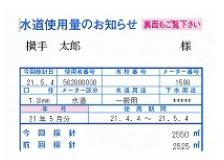 水道使用量のお知らせ 裏面もご覧下さい
横手 太郎 様
今回検針日 使用者番号 水栓番号 メーター番号
21.5.4 562000000 1598
口径 メーター区分 水道用途 下水用途
13mm 水道 一般用 *****
年月 使用期間
21年5月分 21.4.4 ～ 21.5.4
今回指針 2550 ㎥
前回指針 2525 ㎥